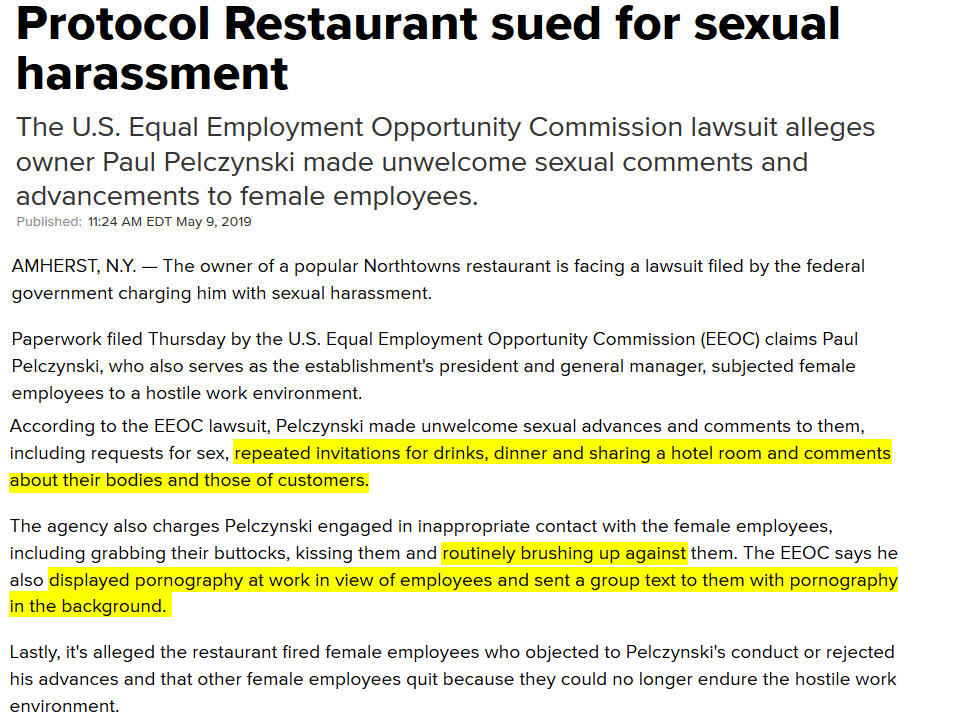 Protocol Restaurant sued for sexual
harassment
The U.S. Equal Employment Opportunity Commission lawsuit alleges
owner Paul Pelczynski made unwelcome sexual comments and
advancements to female employees.
Published: 11:24 AM EDT May 9, 2019
AMHERST, N.Y. — The owner of a popular Northtowns restaurant is facing a lawsuit filed by the federal
government charging him with sexual harassment.
Paperwork filed Thursday by the U.S. Equal Employment Opportunity Commission (EEOC) claims Paul
Pelczynski, who also serves as the establishment's president and general manager, subjected female
employees to a hostile work environment.
According to the EEOC lawsuit, Pelczynski made unwelcome sexual advances and comments to them,
including requests for sex, repeated invitations for drinks, dinner and sharing a hotel room and comments
about their bodies and those of customers.
The agency also charges Pelczynski engaged in inappropriate contact with the female employees,
including grabbing their buttocks, kissing them and routinely brushing up against them. The EEOC says he
also displayed pornography at work in view of employees and sent a group text to them with pornography
in the background.
Lastly, it's alleged the restaurant fired female employees who objected to Pelczynski's conduct or rejected
his advances and that other female employees quit because they could no longer endure the hostile work
environment.